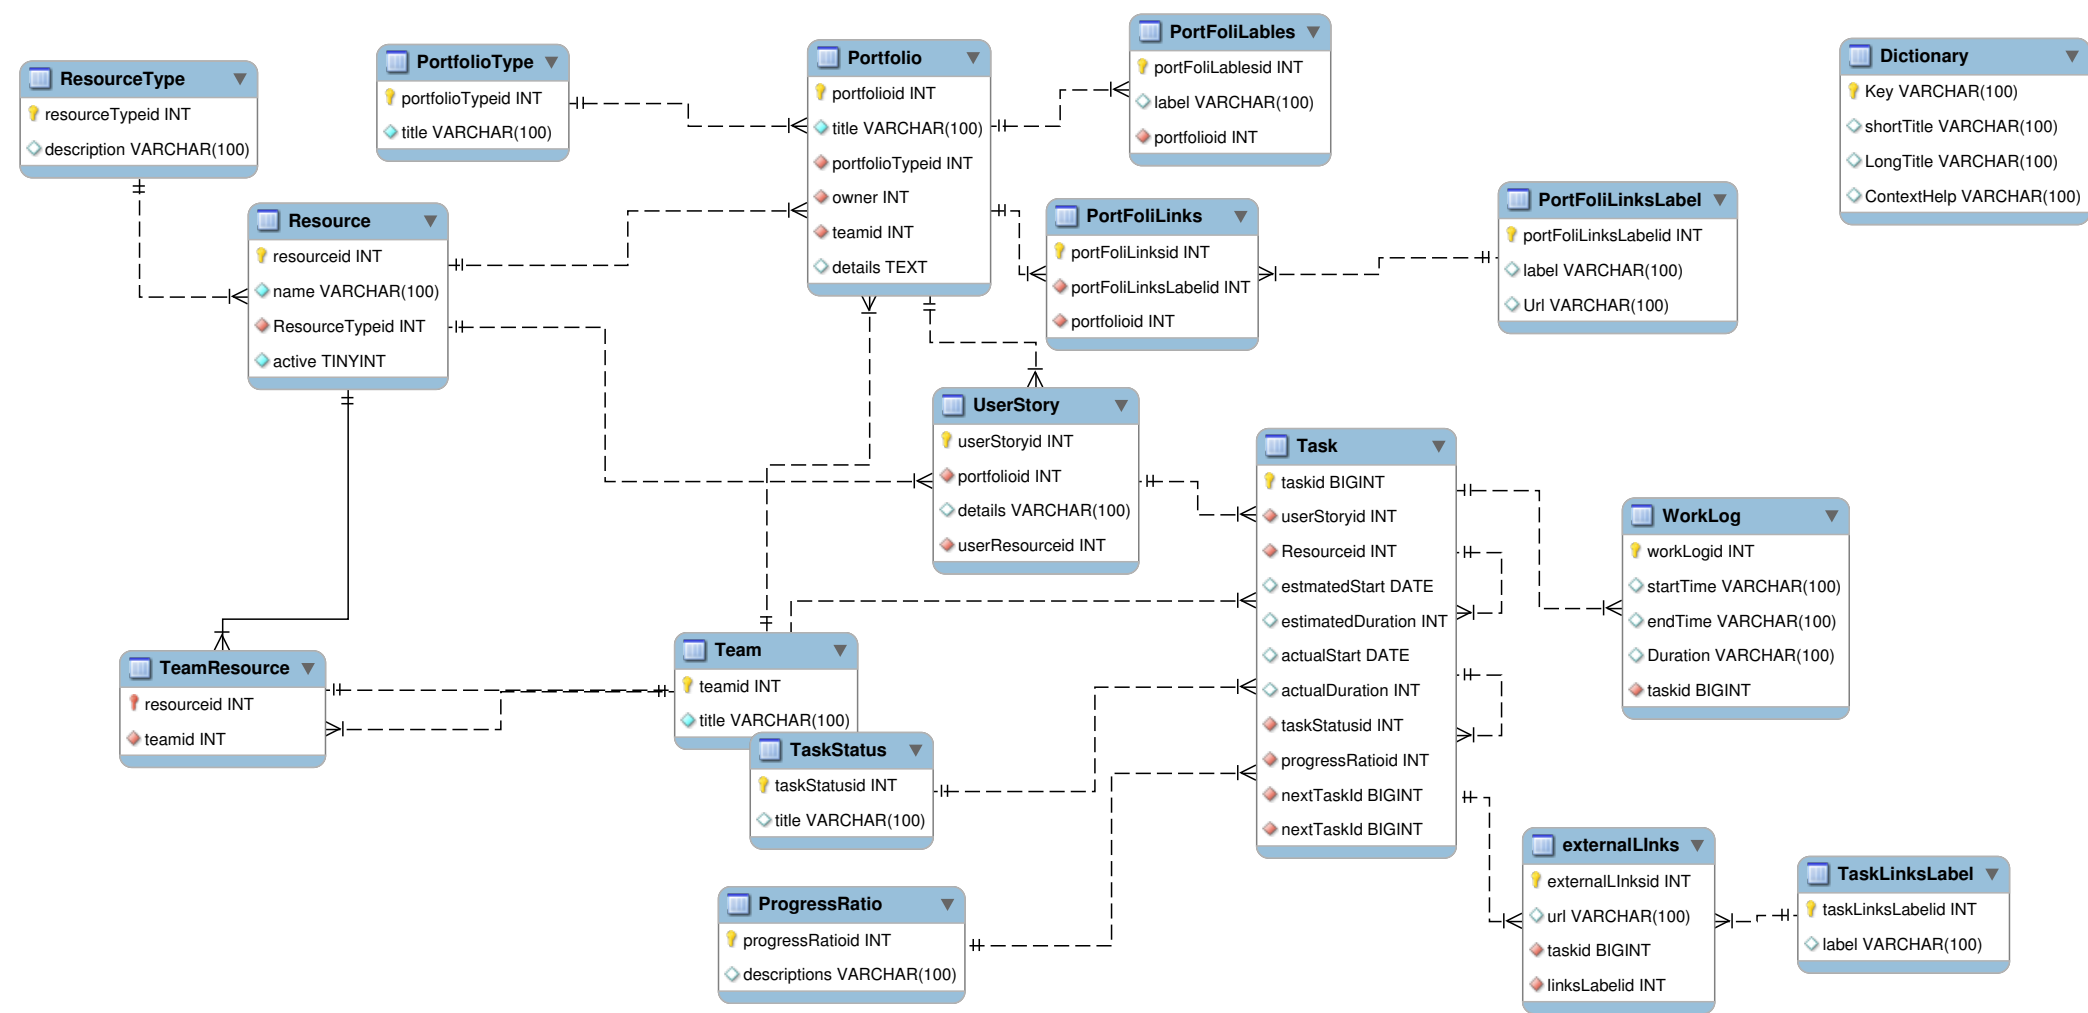 ResourceType
resourceTypeid INT
description VARCHAR(100)
PortfolioType
portfolioTypeid INT
title VARCHAR(100)
Portfolio
portfolioid INT
title VARCHAR(100)
portfolioTypeid INT
owner INT
teamid INT
details TEXT
PortFoliLables
portFoliLablesid INT
label VARCHAR(100)
portfolioid INT
Dictionary
Key VARCHAR(100)
shortTitle VARCHAR(100)
LongTitle VARCHAR(100)
ContextHelp VARCHAR(100)
Resource
resourceid INT
name VARCHAR(100)
ResourceTypeid INT
active TINYINT
PortFoliLinks
portFoliLinksid INT
portFoliLinksLabelid INT
portfolioid INT
PortFoliLinksLabel
portFoliLinksLabelid INT
label VARCHAR(100)
Url VARCHAR(100)
UserStory
userStoryid INT
portfolioid INT
details VARCHAR(100)
userResourceid INT
Task
taskid BIGINT
userStoryid INT
Resourceid INT
estmatedStart DATE
estimatedDuration INT
actualStart DATE
actualDuration INT
taskStatusid INT
progressRatioid INT
nextTaskId BIGINT
nextTaskId BIGINT
WorkLog
workLogid INT
startTime VARCHAR(100)
endTime VARCHAR(100)
Duration VARCHAR(100)
taskid BIGINT
TeamResource
resourceid INT
teamid INT
Team
teamid INT
title VARCHAR(100)
TaskStatus
taskStatusid INT
title VARCHAR(100)
ProgressRatio
progressRatioid INT
descriptions VARCHAR(100)
externalLInks
externalLInksid INT
url VARCHAR(100)
taskid BIGINT
linksLabelid INT
TaskLinksLabel
taskLinksLabelid INT
label VARCHAR(100)